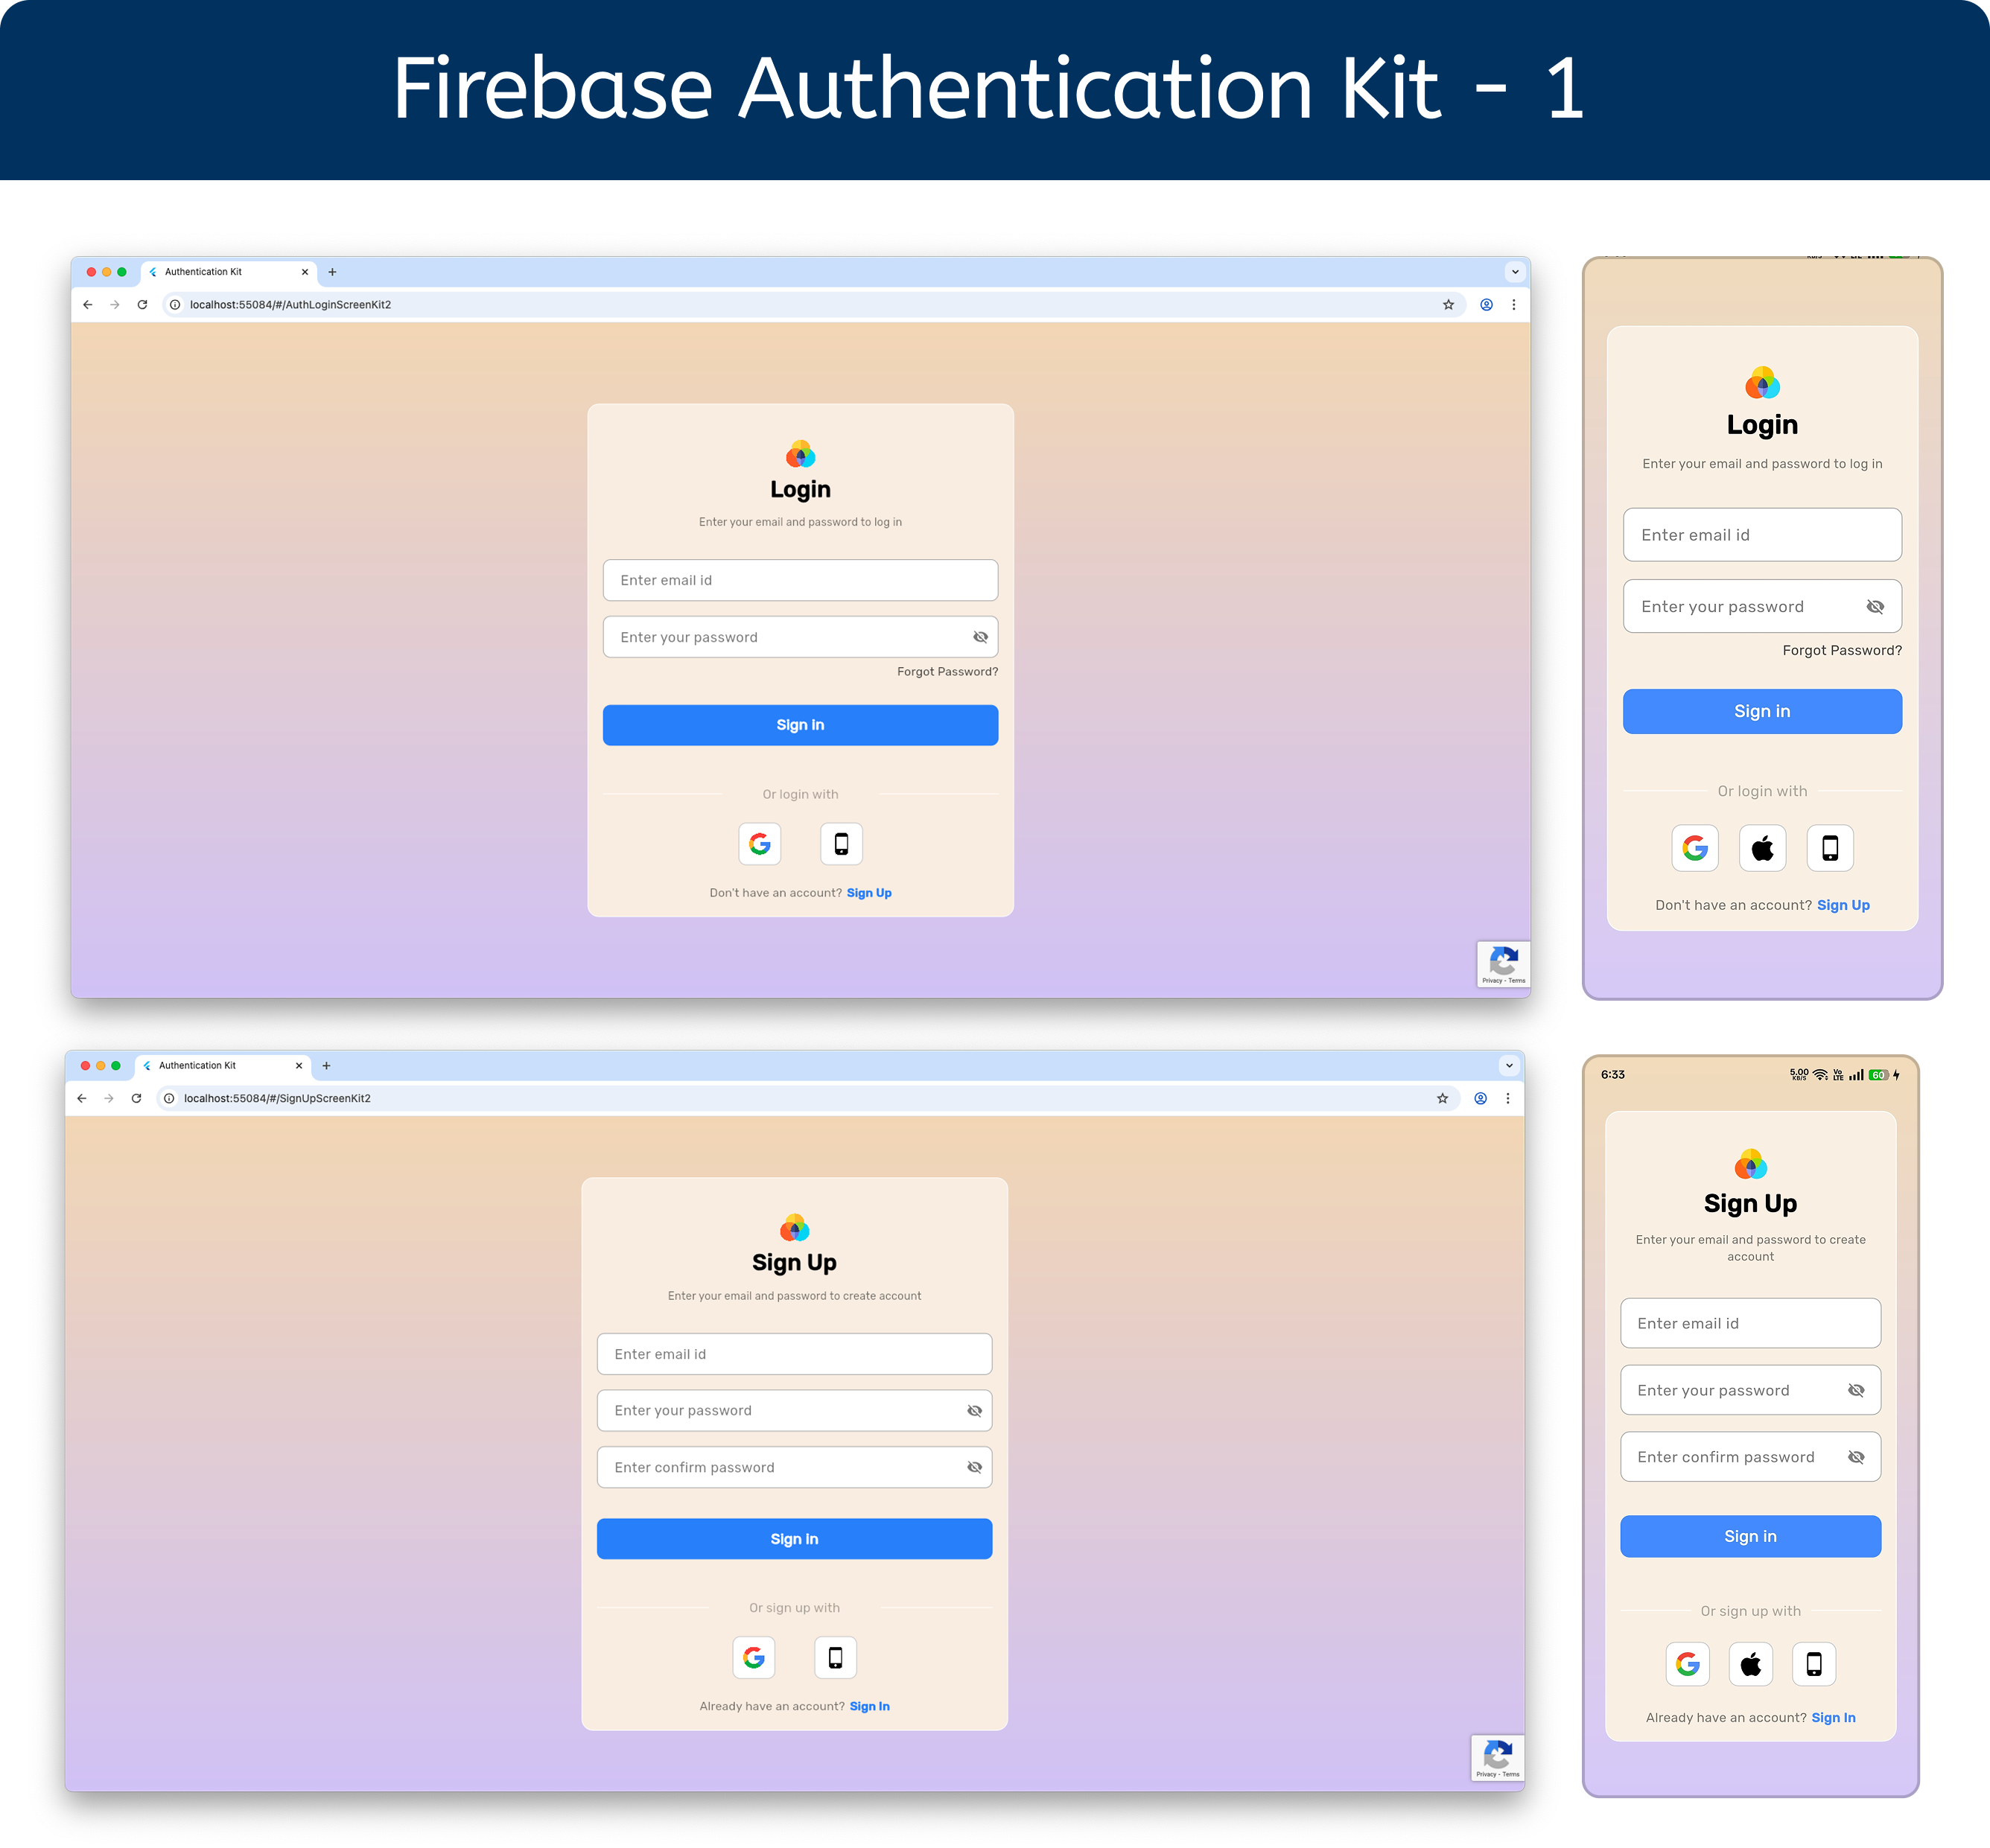 Firebase Authentication Kit - 1
Authentication Kit
localhost:55084/#/AuthLoginScreenKit2
Login
Enter your email and password to log in
Enter email id
Enter your password
Forgot Password?
Sign in
Or login with
Don't have an account? Sign Up
Privacy - Terms
Login
Enter your email and password to log in
Enter email id
Enter your password
Forgot Password?
Sign in
Or login with
Don't have an account? Sign Up
Authentication Kit
localhost:55084/#/SignUpScreenKit2
Sign Up
Enter your email and password to create account
Enter email id
Enter your password
Enter confirm password
Sign in
Or sign up with
Already have an account? Sign In
Privacy - Terms
6:33 5.00 KB/S Vo LTE 60
Sign Up
Enter your email and password to create
account
Enter email id
Enter your password
Enter confirm password
Sign in
Or sign up with
Already have an account? Sign In